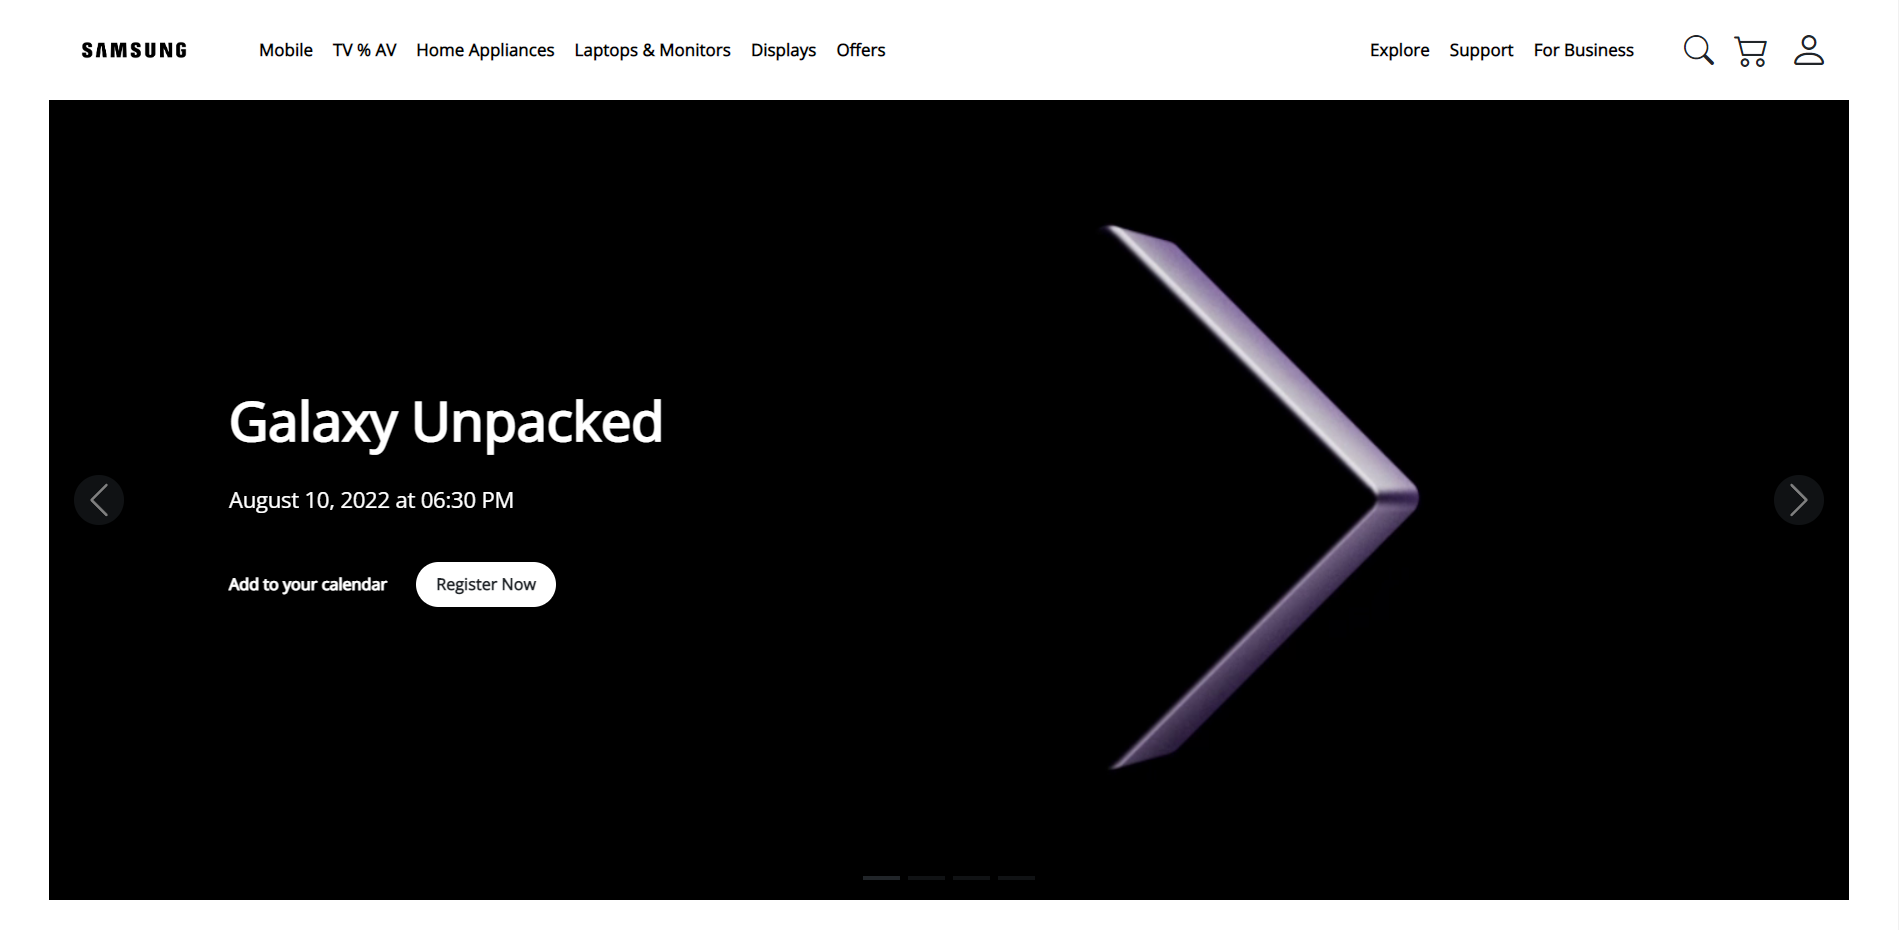 SAMSUNG Mobile TV % AV Home Appliances Laptops & Monitors Displays Offers Explore Support For Business
Galaxy Unpacked
August 10, 2022 at 06:30 PM
Add to your calendar Register Now